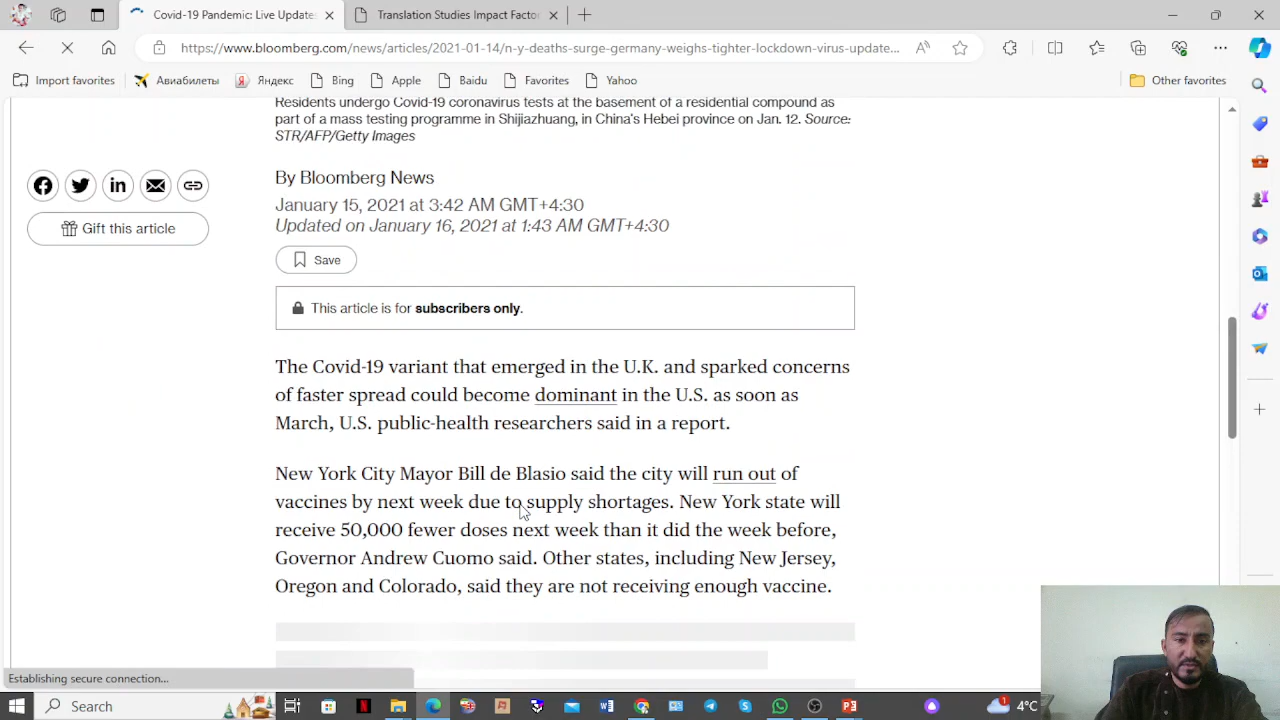 Covid-19 Pandemic: Live Updates
Translation Studies Impact Factor
https://www.bloomberg.com/news/articles/2021-01-14/n-y-deaths-surge-germany-weighs-tighter-lockdown-virus-update...
Import favorites
Авиабилеты
Яндекс
Bing
Apple
Baidu
Favorites
Yahoo
Other favorites
Residents undergo Covid-19 coronavirus tests at the basement of a residential compound as
part of a mass testing programme in Shijiazhuang, in China's Hebei province on Jan. 12. Source:
STR/AFP/Getty Images
Gift this article
By Bloomberg News
January 15, 2021 at 3:42 AM GMT+4:30
Updated on January 16, 2021 at 1:43 AM GMT+4:30
Save
This article is for subscribers only.
The Covid-19 variant that emerged in the U.K. and sparked concerns
of faster spread could become dominant in the U.S. as soon as
March, U.S. public-health researchers said in a report.
New York City Mayor Bill de Blasio said the city will run out of
vaccines by next week due to supply shortages. New York state will
receive 50,000 fewer doses next week than it did the week before,
Governor Andrew Cuomo said. Other states, including New Jersey,
Oregon and Colorado, said they are not receiving enough vaccine.
Establishing secure connection...
Search
4°C